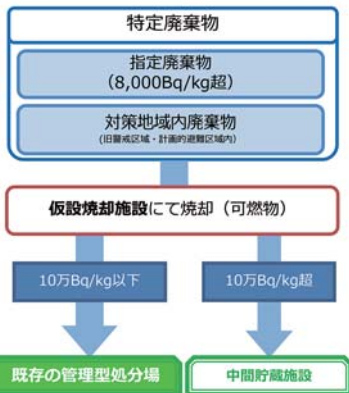 特定廃棄物
指定廃棄物
（8,000Bq/kg超）
対策地域内廃棄物
(旧警戒区域・計画的避難区域内)
仮設焼却施設にて焼却（可燃物）
10万Bq/kg以下
10万Bq/kg超
既存の管理型処分場
中間貯蔵施設